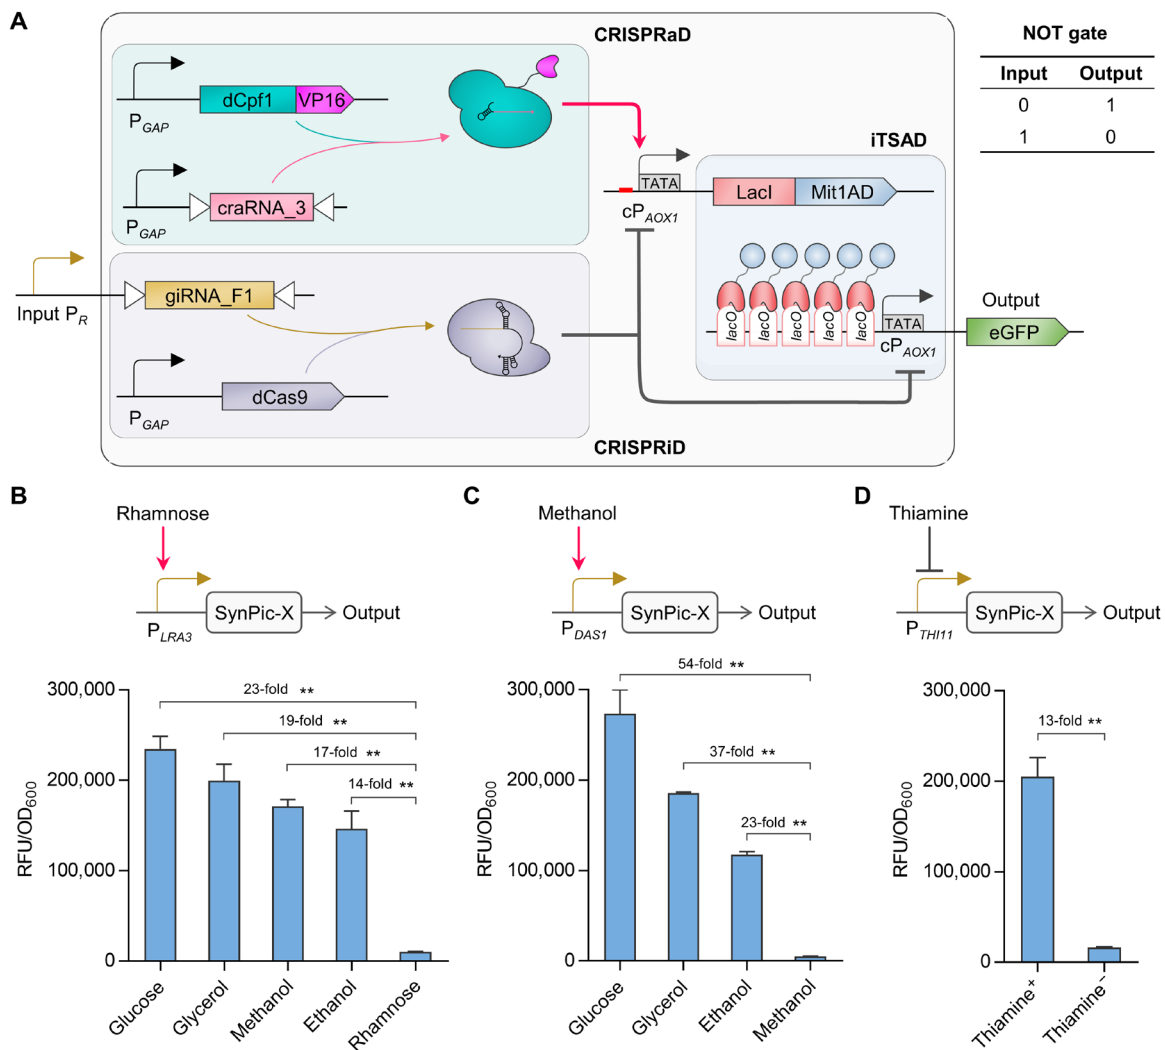 A
CRISPRaD
NOT gate
Input Output
0 1
1 0
dCpf1 VP16
P_GAP
craRNA_3
P_GAP
iTSAD
TATA
LacI Mit1AD
cP_AOX1
Input P_R
giRNA_F1
dCas9
P_GAP
CRISPRiD
lacO lacO lacO lacO lacO
TATA
cP_AOX1
Output
eGFP
B
Rhamnose
P_LRA3
SynPic-X
Output
RFU/OD600
300,000
200,000
100,000
0
23-fold **
19-fold **
17-fold **
14-fold **
Glucose
Glycerol
Methanol
Ethanol
Rhamnose
C
Methanol
P_DAS1
SynPic-X
Output
RFU/OD600
300,000
200,000
100,000
0
54-fold **
37-fold **
23-fold **
Glucose
Glycerol
Ethanol
Methanol
D
Thiamine
P_THI11
SynPic-X
Output
RFU/OD600
300,000
200,000
100,000
0
13-fold **
Thiamine⁺
Thiamine⁻